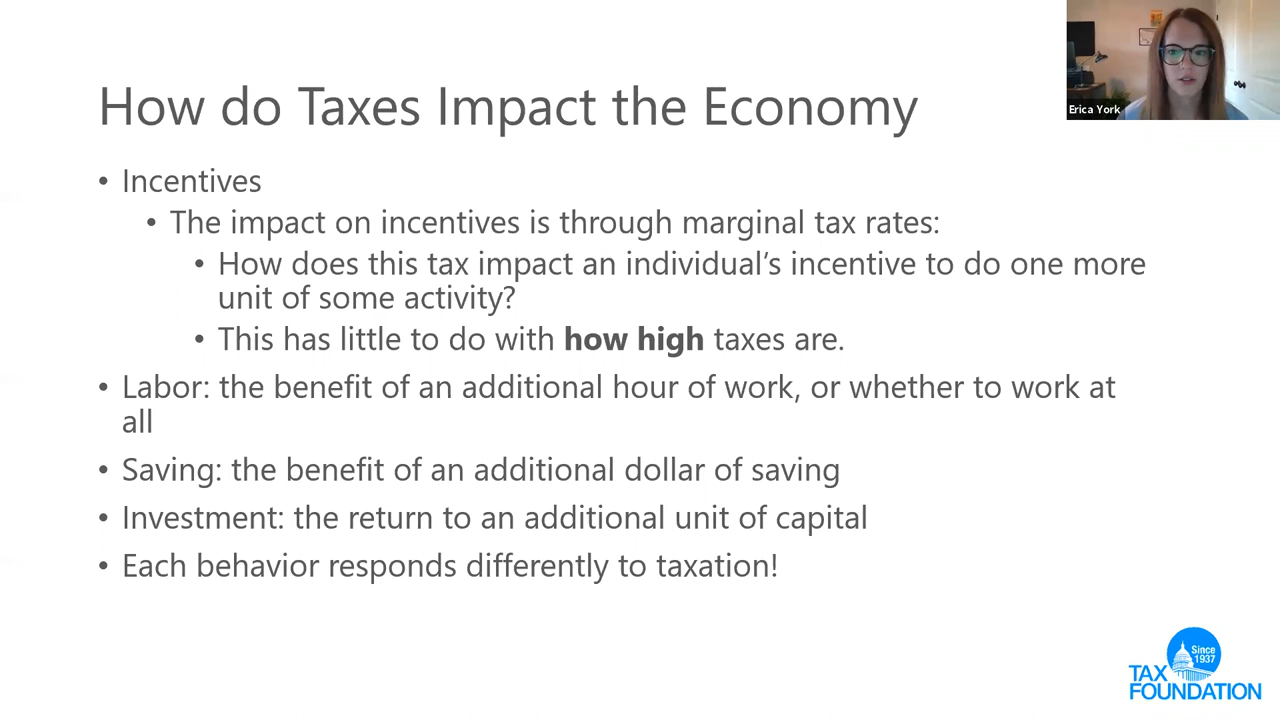 How do Taxes Impact the Economy
Erica York
• Incentives
• The impact on incentives is through marginal tax rates:
• How does this tax impact an individual's incentive to do one more
unit of some activity?
• This has little to do with how high taxes are.
• Labor: the benefit of an additional hour of work, or whether to work at
all
• Saving: the benefit of an additional dollar of saving
• Investment: the return to an additional unit of capital
• Each behavior responds differently to taxation!
Since
1937
TAX
FOUNDATION